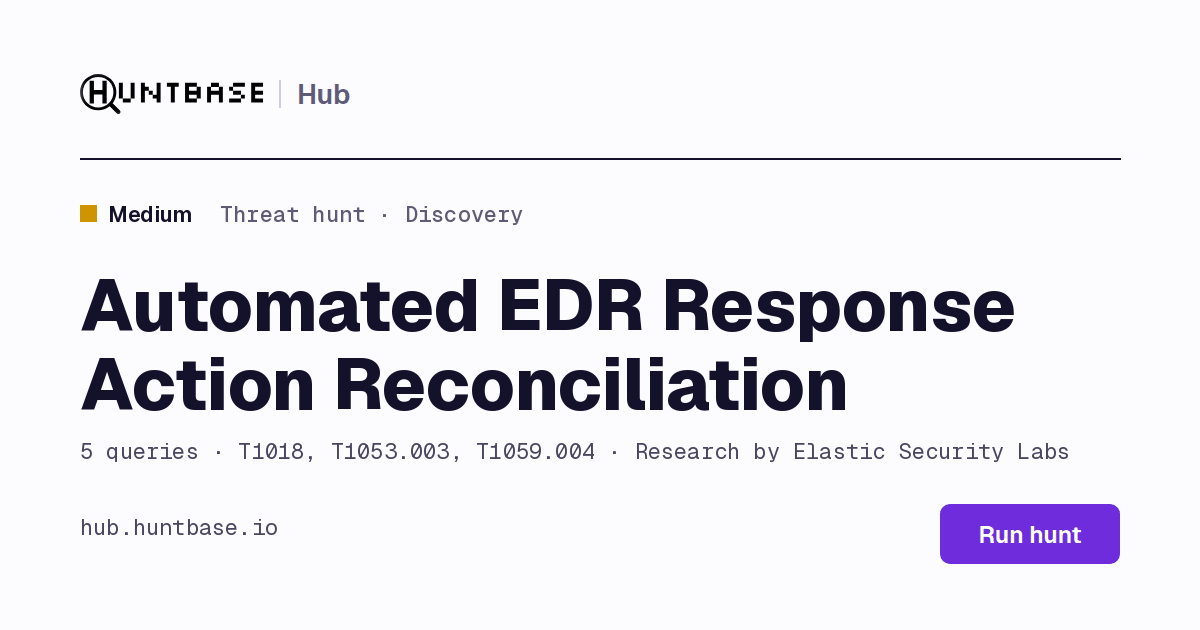 HUNTBASE Hub
Medium Threat hunt · Discovery
Automated EDR Response
Action Reconciliation
5 queries · T1018, T1053.003, T1059.004 · Research by Elastic Security Labs
hub.huntbase.io
Run hunt